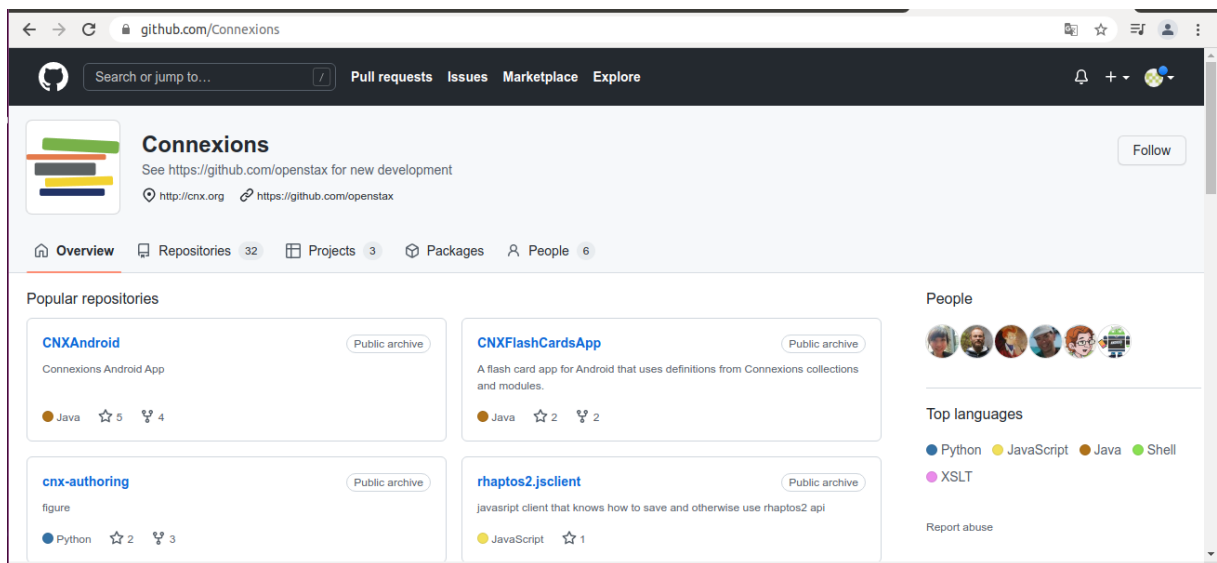 github.com/Connexions
Search or jump to...
/
Pull requests Issues Marketplace Explore
Connexions
Follow
See https://github.com/openstax for new development
http://cnx.org https://github.com/openstax
Overview Repositories 32 Projects 3 Packages People 6
Popular repositories
CNXAndroid Public archive
Connexions Android App
Java 5 4
CNXFlashCardsApp Public archive
A flash card app for Android that uses definitions from Connexions collections
and modules.
Java 2 2
cnx-authoring Public archive
figure
Python 2 3
rhaptos2.jsclient Public archive
javasript client that knows how to save and otherwise use rhaptos2 api
JavaScript 1
People
Top languages
Python JavaScript Java Shell
XSLT
Report abuse